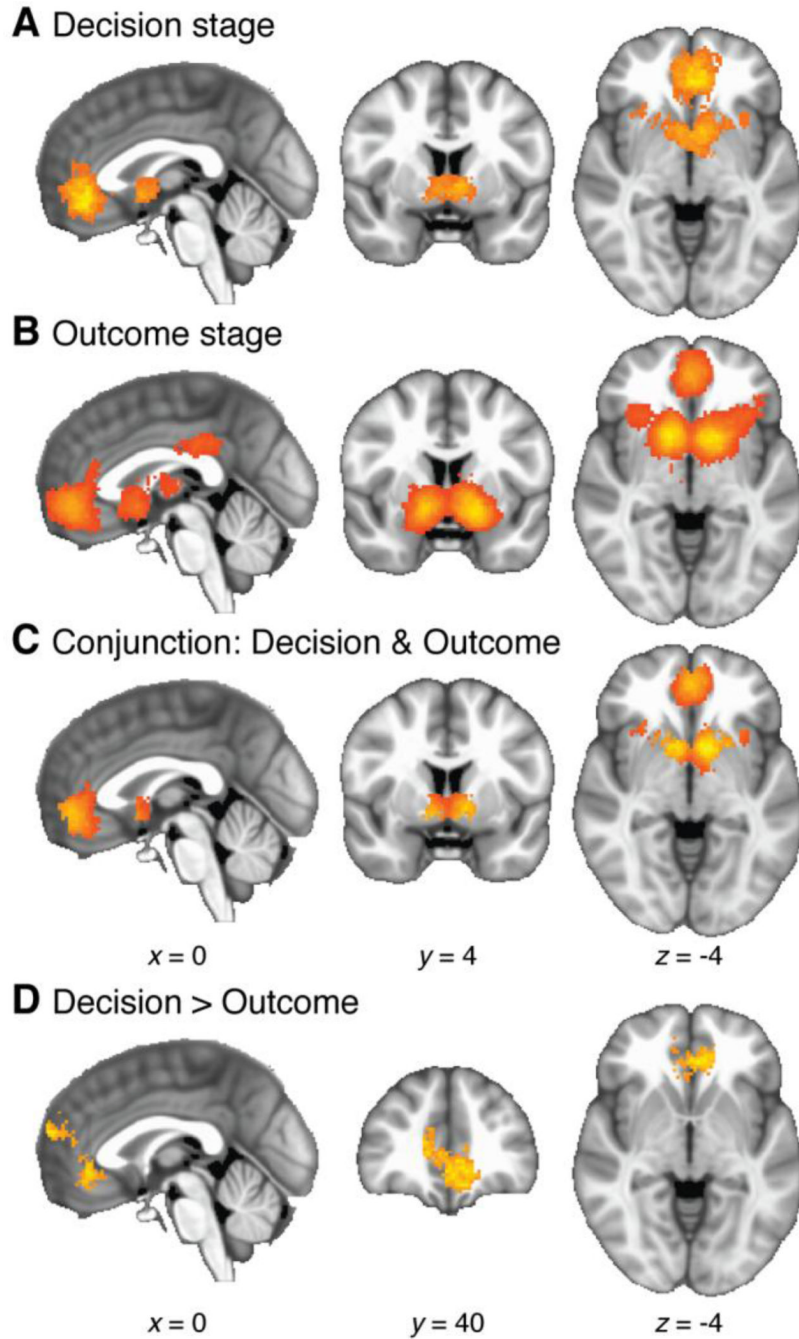 A Decision stage
B Outcome stage
C Conjunction: Decision & Outcome
x = 0 y = 4 z = -4
D Decision > Outcome
x = 0 y = 40 z = -4